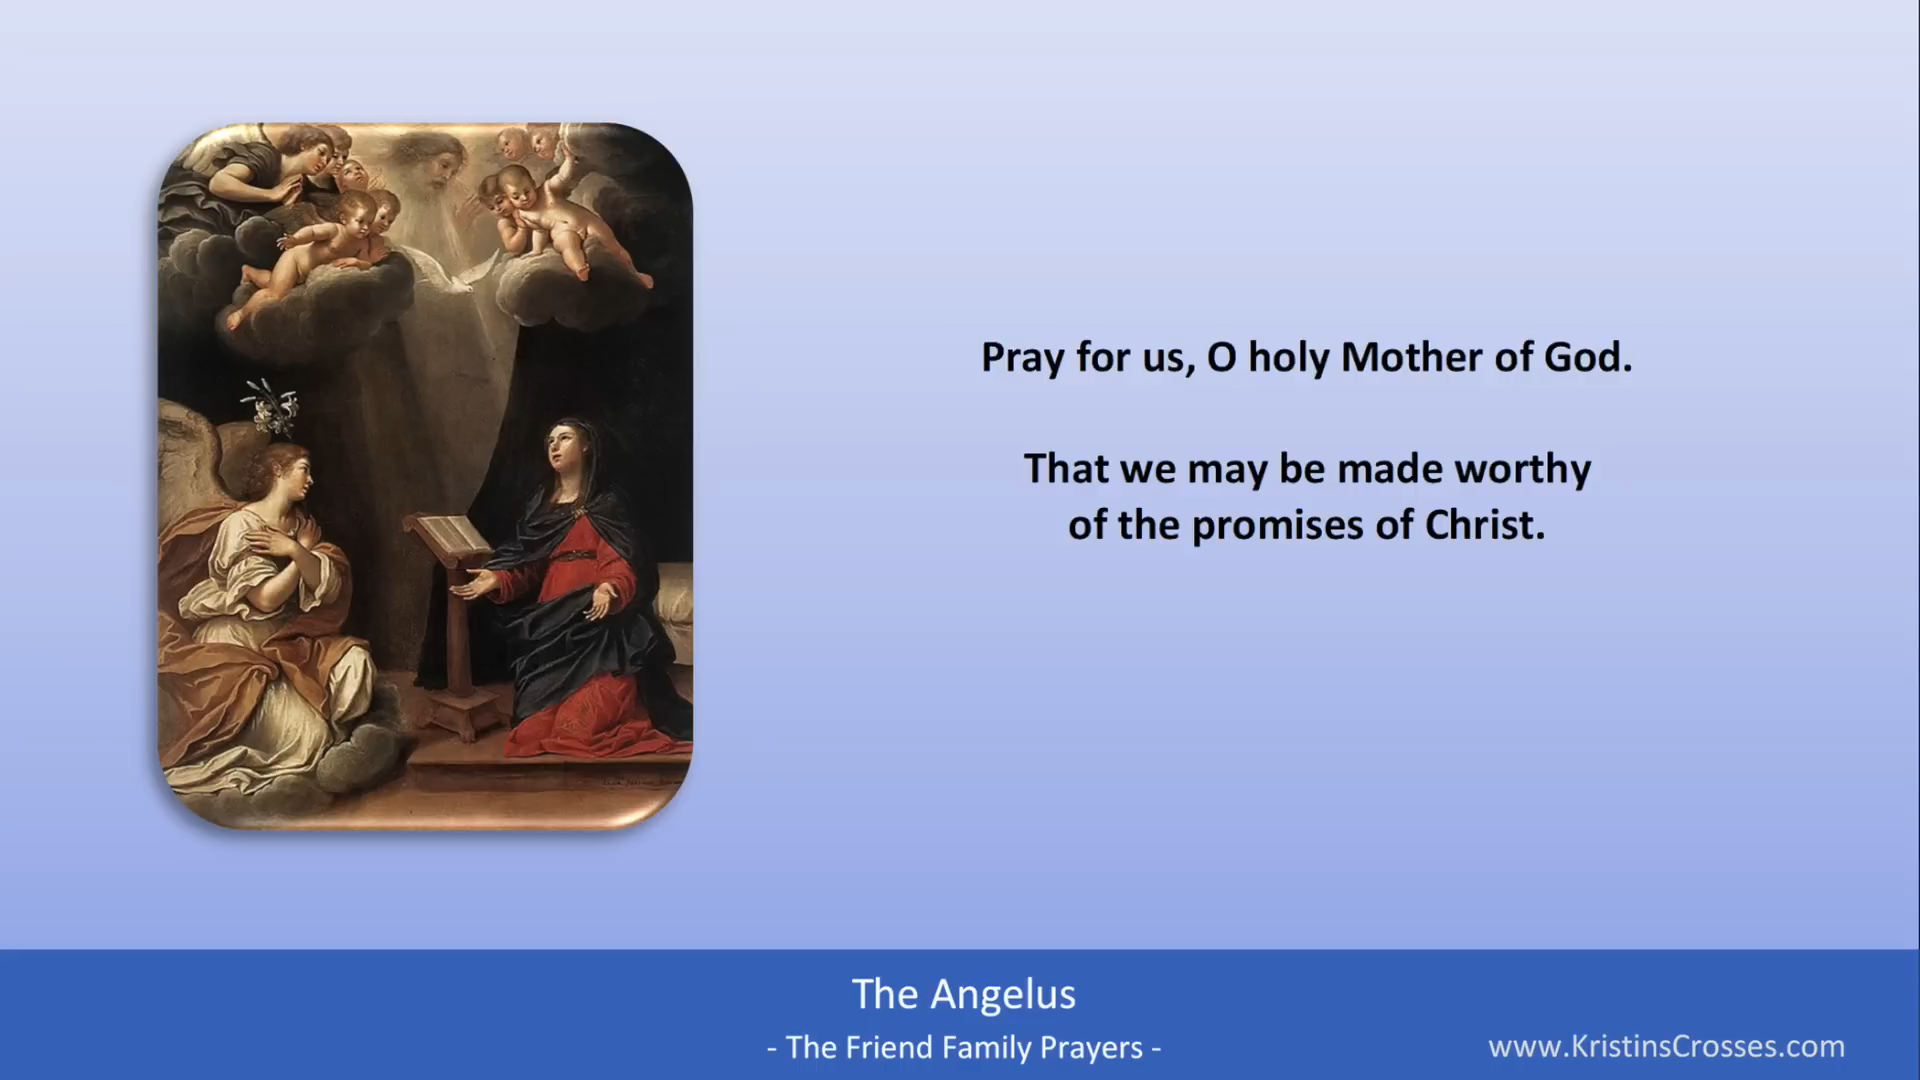 Pray for us, O holy Mother of God.
That we may be made worthy
of the promises of Christ.
The Angelus
- The Friend Family Prayers -
www.KristinsCrosses.com